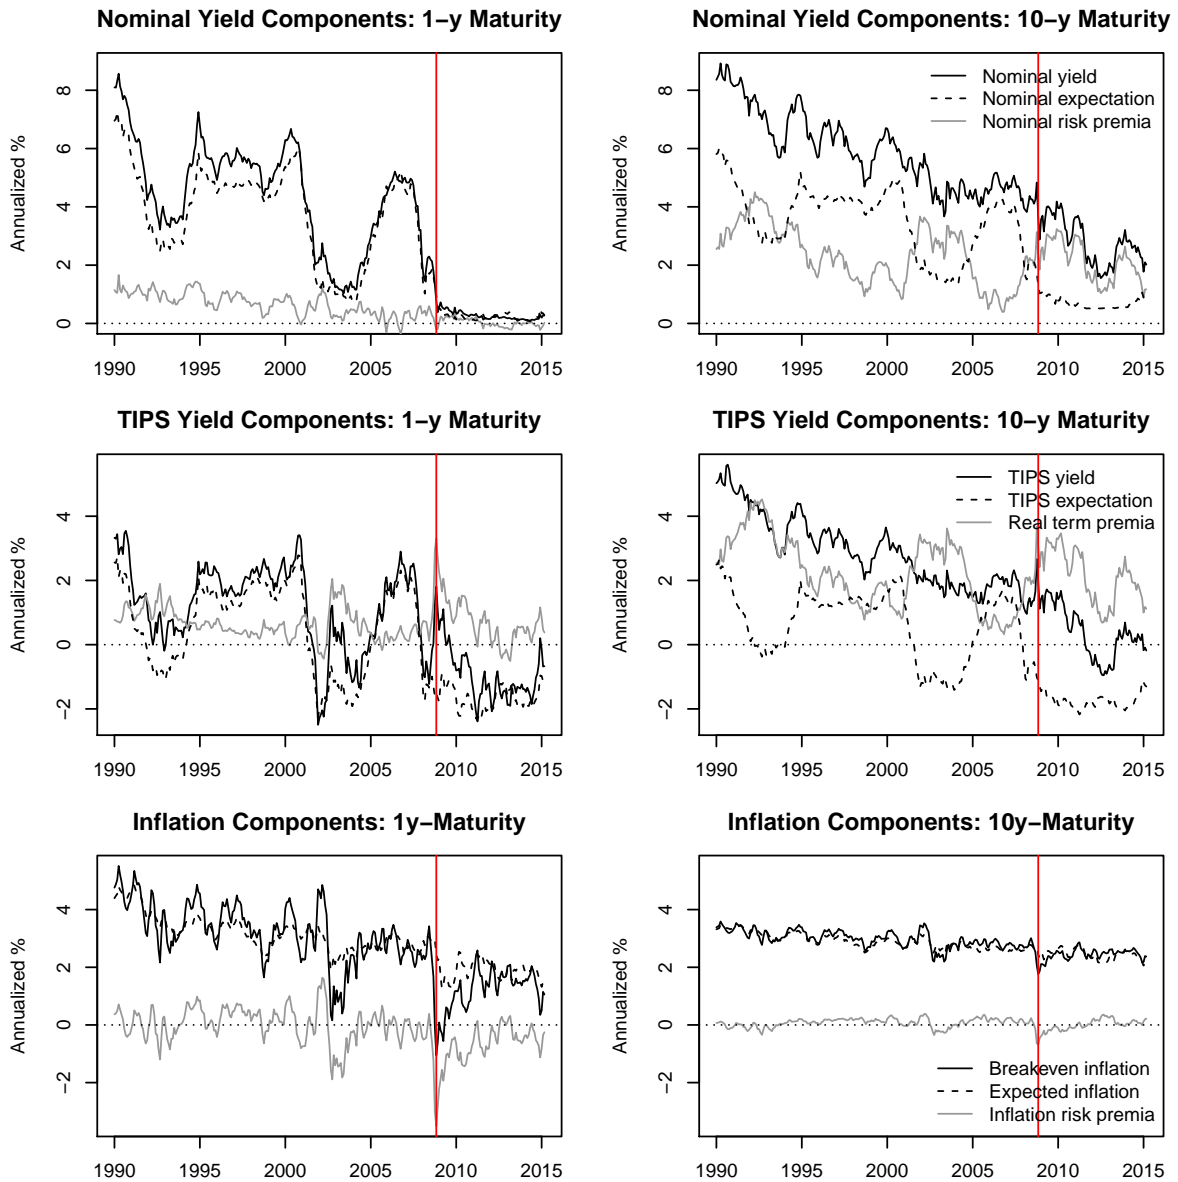 Nominal Yield Components: 1−y Maturity
Annualized %
8
6
4
2
0
1990 1995 2000 2005 2010 2015
Nominal Yield Components: 10−y Maturity
Nominal yield
Nominal expectation
Nominal risk premia
Annualized %
8
6
4
2
0
1990 1995 2000 2005 2010 2015
TIPS Yield Components: 1−y Maturity
Annualized %
4
2
0
−2
1990 1995 2000 2005 2010 2015
TIPS Yield Components: 10−y Maturity
TIPS yield
TIPS expectation
Real term premia
Annualized %
4
2
0
−2
1990 1995 2000 2005 2010 2015
Inflation Components: 1y−Maturity
Annualized %
4
2
0
−2
1990 1995 2000 2005 2010 2015
Inflation Components: 10y−Maturity
Annualized %
4
2
0
−2
Breakeven inflation
Expected inflation
Inflation risk premia
1990 1995 2000 2005 2010 2015